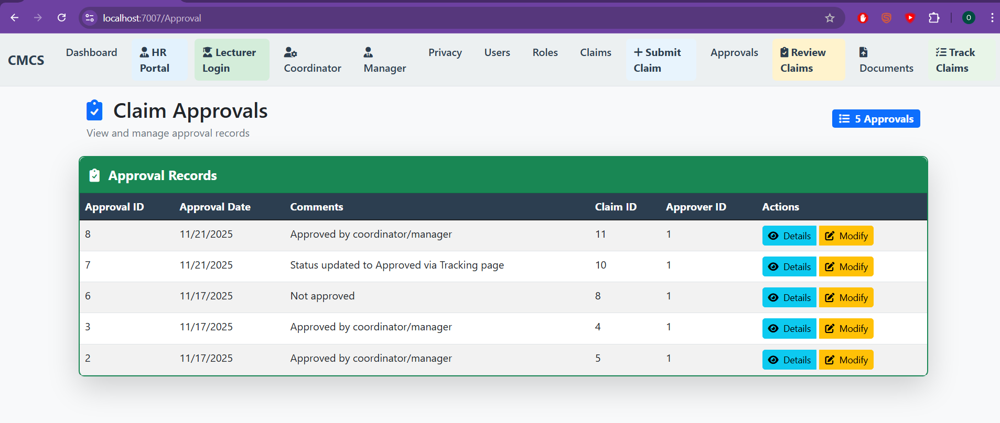 localhost:7007/Approval
O
CMCS
Dashboard
HR
Portal
Lecturer
Login
Coordinator
Manager
Privacy
Users
Roles
Claims
Submit
Claim
Approvals
Review
Claims
Documents
Track
Claims
Claim Approvals
View and manage approval records
5 Approvals
Approval Records
Approval ID Approval Date Comments Claim ID Approver ID Actions
8 11/21/2025 Approved by coordinator/manager 11 1 Details Modify
7 11/21/2025 Status updated to Approved via Tracking page 10 1 Details Modify
6 11/17/2025 Not approved 8 1 Details Modify
3 11/17/2025 Approved by coordinator/manager 4 1 Details Modify
2 11/17/2025 Approved by coordinator/manager 5 1 Details Modify